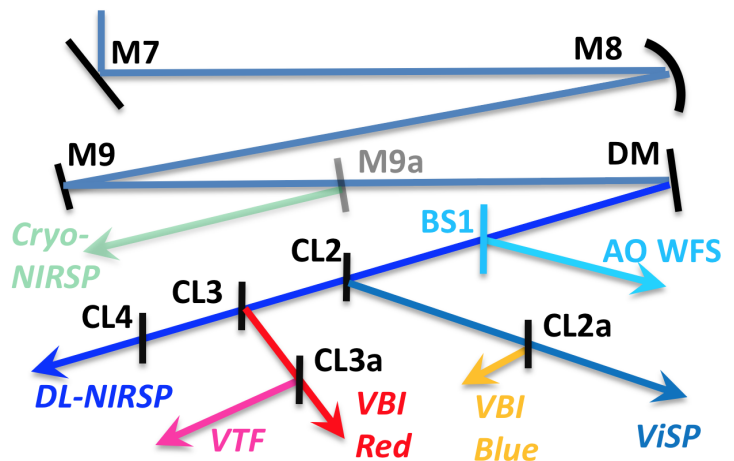 M7
M8
M9
M9a
DM
Cryo-
NIRSP
BS1
AO WFS
CL2
CL3
CL4
CL2a
CL3a
DL-NIRSP
VTF
VBI
Red
VBI
Blue
ViSP